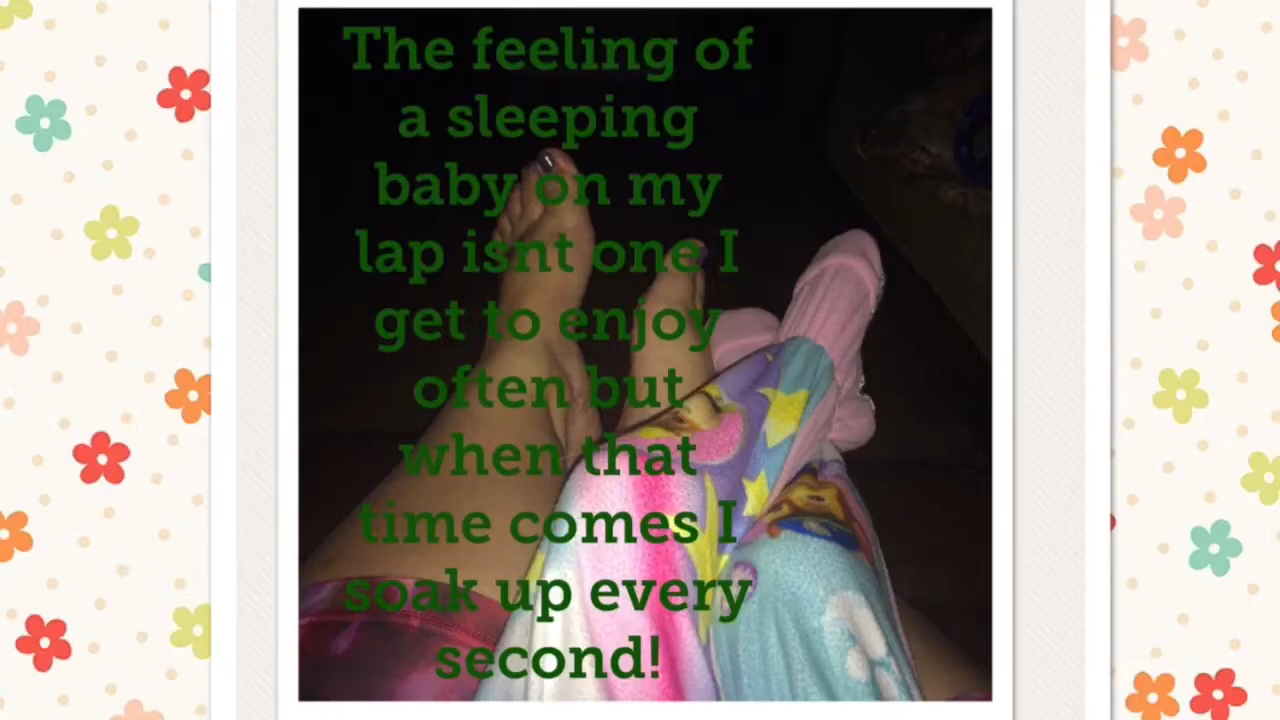 The feeling of
a sleeping
baby on my
lap isnt one I
get to enjoy
often but
when that
time comes I
soak up every
second!